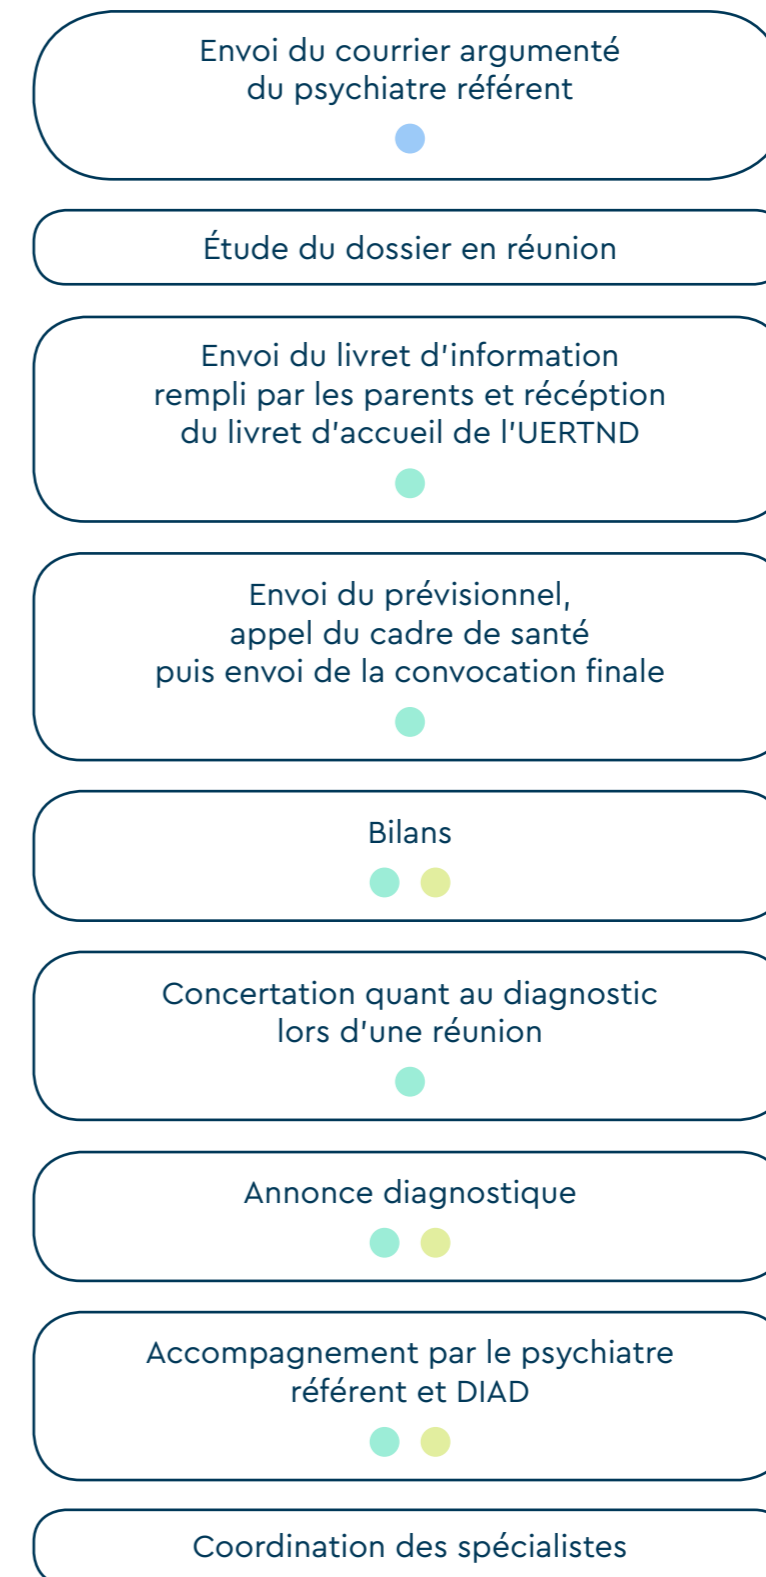 Envoi du courrier argumenté
du psychiatre référent
Étude du dossier en réunion
Envoi du livret d’information
rempli par les parents et récéption
du livret d’accueil de l’UERTND
Envoi du prévisionnel,
appel du cadre de santé
puis envoi de la convocation finale
Bilans
Concertation quant au diagnostic
lors d’une réunion
Annonce diagnostique
Accompagnement par le psychiatre
référent et DIAD
Coordination des spécialistes